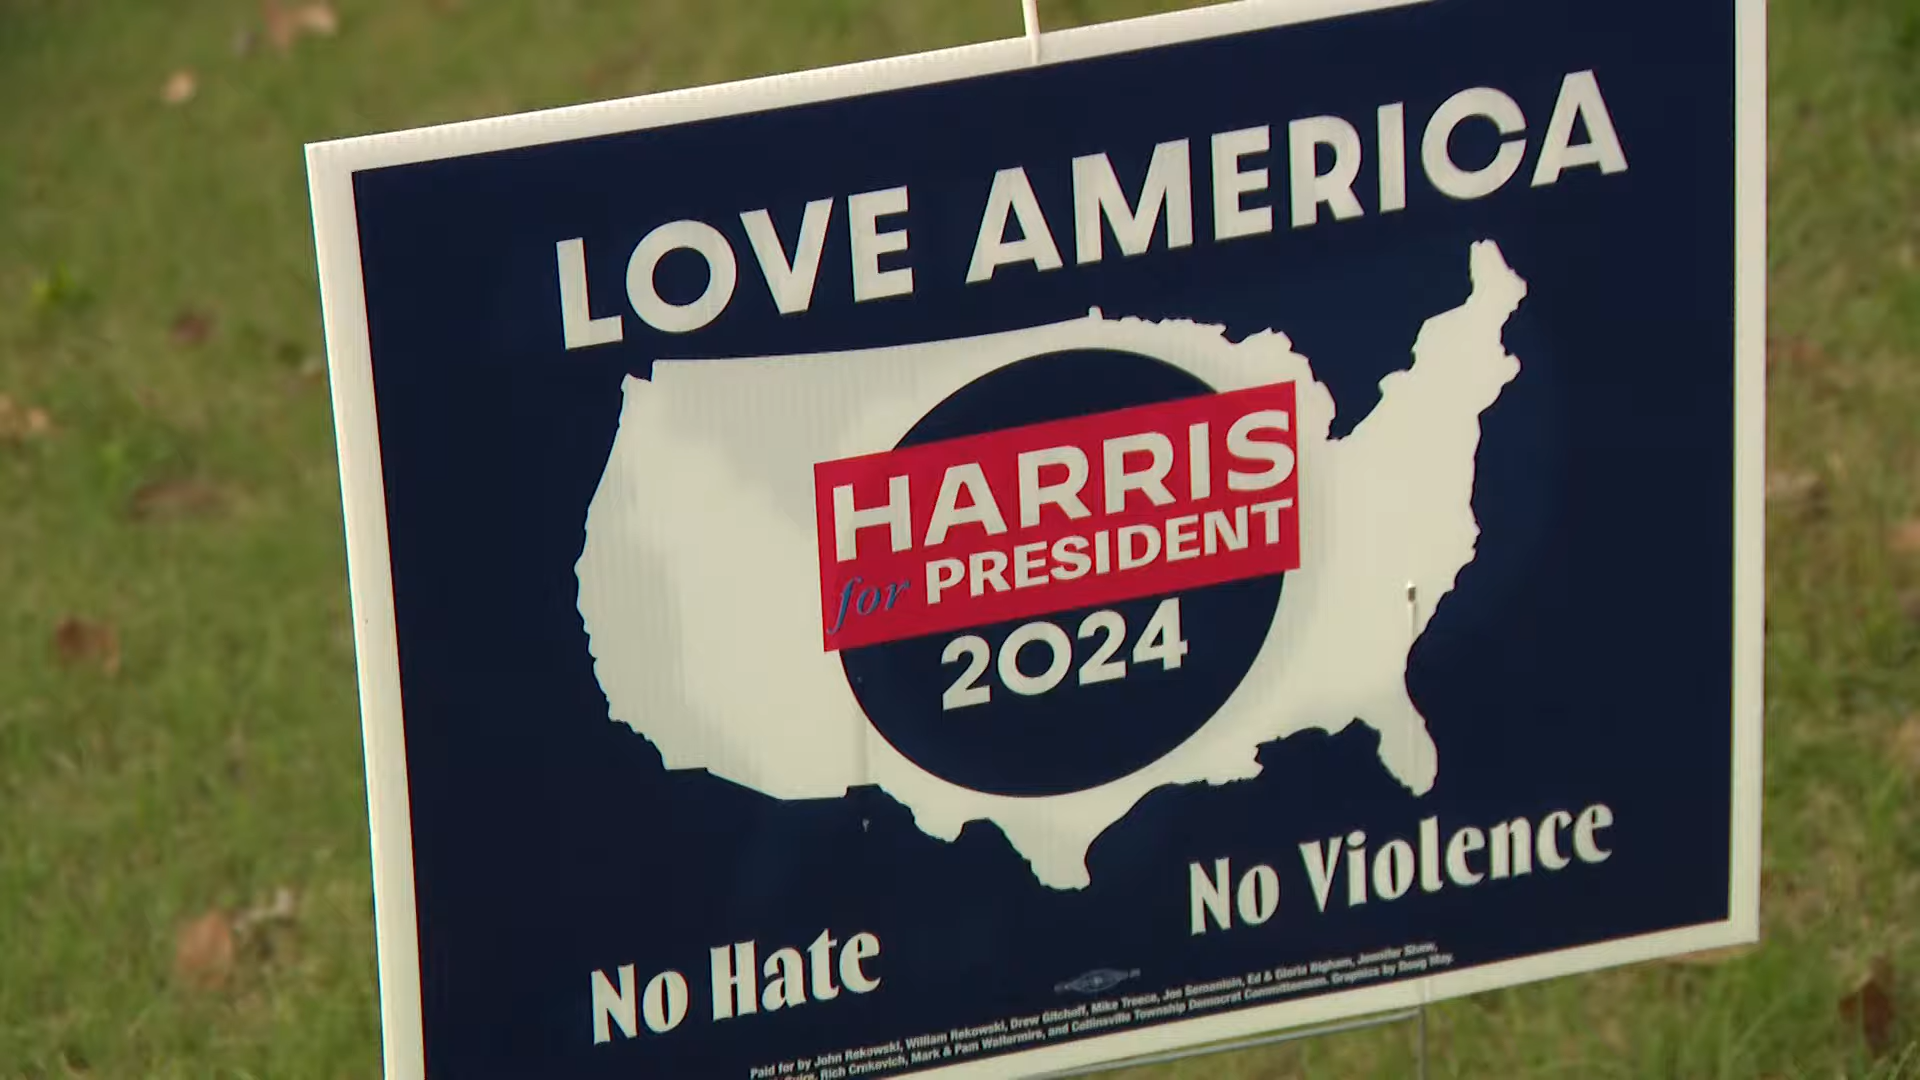 LOVE AMERICA
HARRIS
for PRESIDENT
2024
No Hate
No Violence
Paid for by John Rekowski, William Rekowski, Drew Gitchoff, Mike Treece, Joe Semanisin, Ed & Gloria Bigham, Jennifer Shaw,
Rich Crnkovich, Mark & Pam Waltermire, and Collinsville Township Democrat Committeemen. Graphics by Doug May.